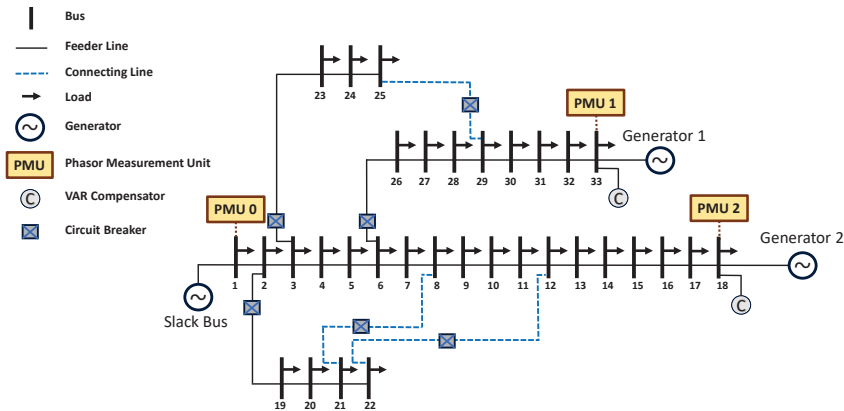 Bus
Feeder Line
Connecting Line
Load
Generator
PMU Phasor Measurement Unit
C VAR Compensator
Circuit Breaker
23 24 25
PMU 1
Generator 1
26 27 28 29 30 31 32 33
C
PMU 0
PMU 2
Generator 2
1 2 3 4 5 6 7 8 9 10 11 12 13 14 15 16 17 18
Slack Bus
C
19 20 21 22